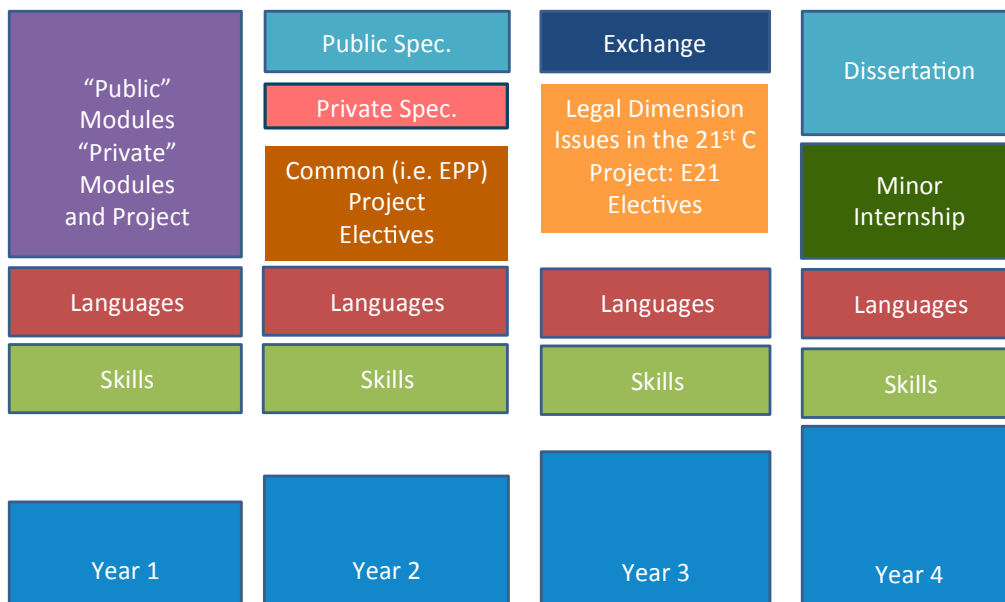 “Public”
Modules
“Private”
Modules
and Project
Languages
Skills
Year 1
Public Spec.
Private Spec.
Common (i.e. EPP)
Project
Electives
Languages
Skills
Year 2
Exchange
Legal Dimension
Issues in the 21st C
Project: E21
Electives
Languages
Skills
Year 3
Dissertation
Minor
Internship
Languages
Skills
Year 4